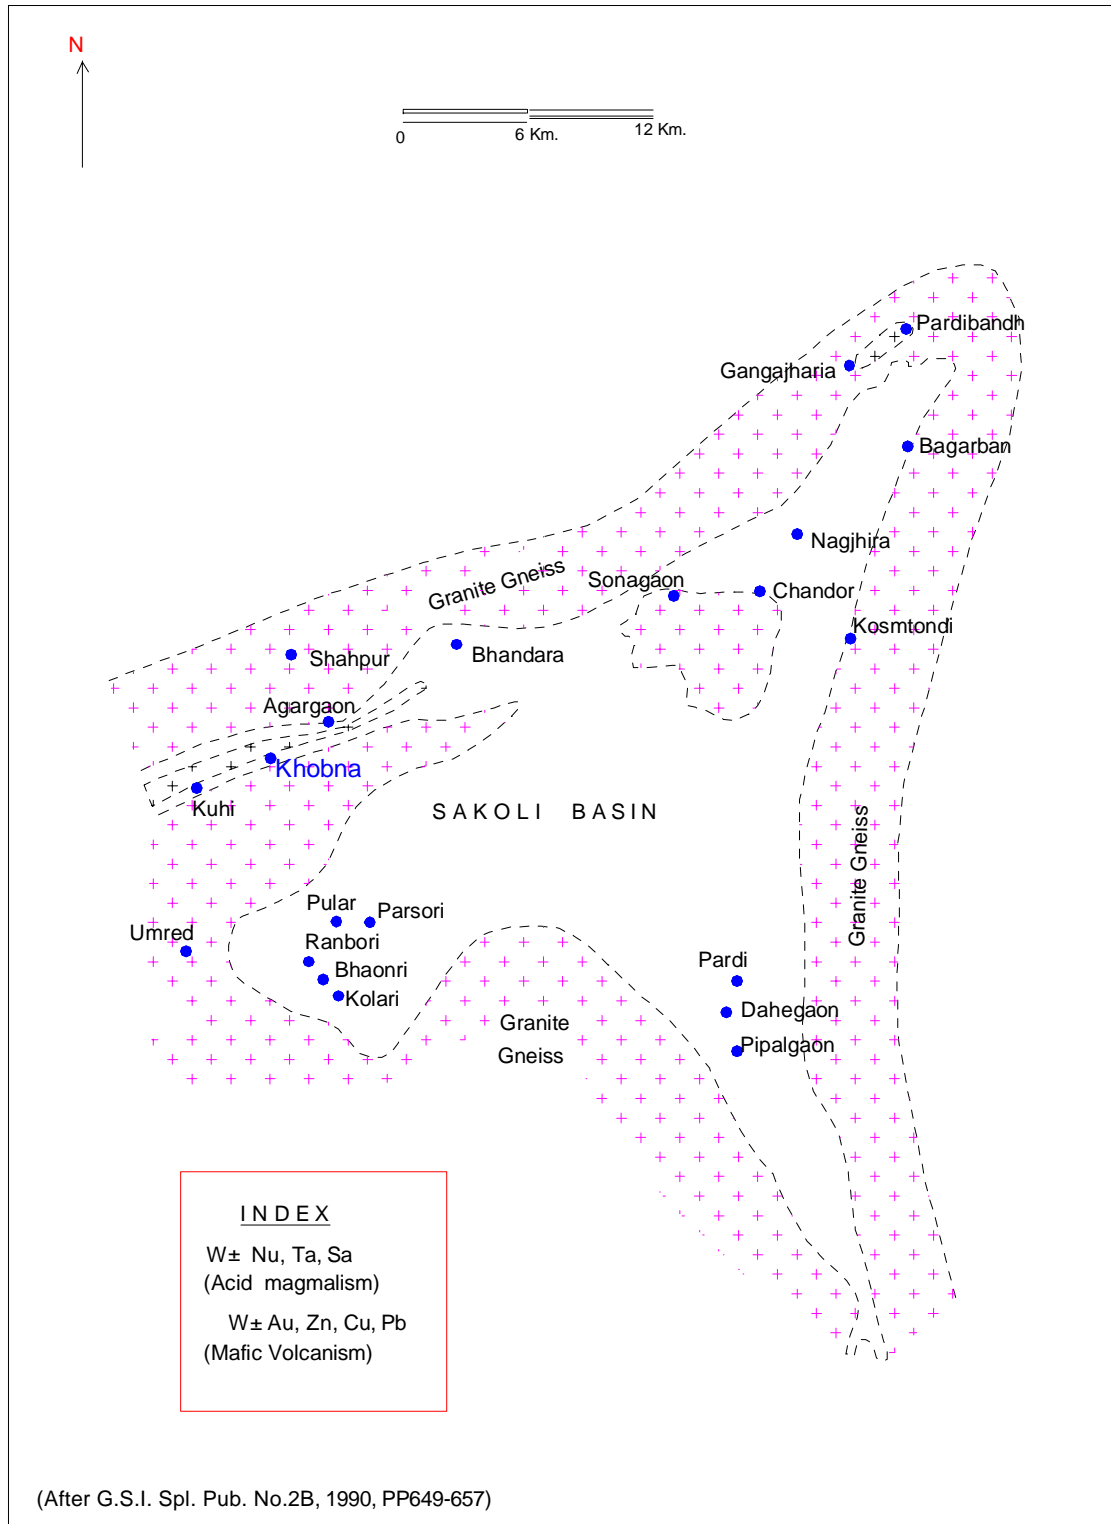 N
0 6 Km. 12 Km.
Pardibandh
Gangajharia
Bagarban
Nagjhira
Granite Gneiss
Sonagaon
Chandor
Kosmtondi
Shahpur
Bhandara
Agargaon
Khobna
Kuhi
SAKOLI BASIN
Granite Gneiss
Pular
Parsori
Umred
Ranbori
Bhaonri
Kolari
Pardi
Dahegaon
Pipalgaon
Granite
Gneiss
INDEX
W± Nu, Ta, Sa
(Acid magmalism)
W± Au, Zn, Cu, Pb
(Mafic Volcanism)
(After G.S.I. Spl. Pub. No.2B, 1990, PP649-657)